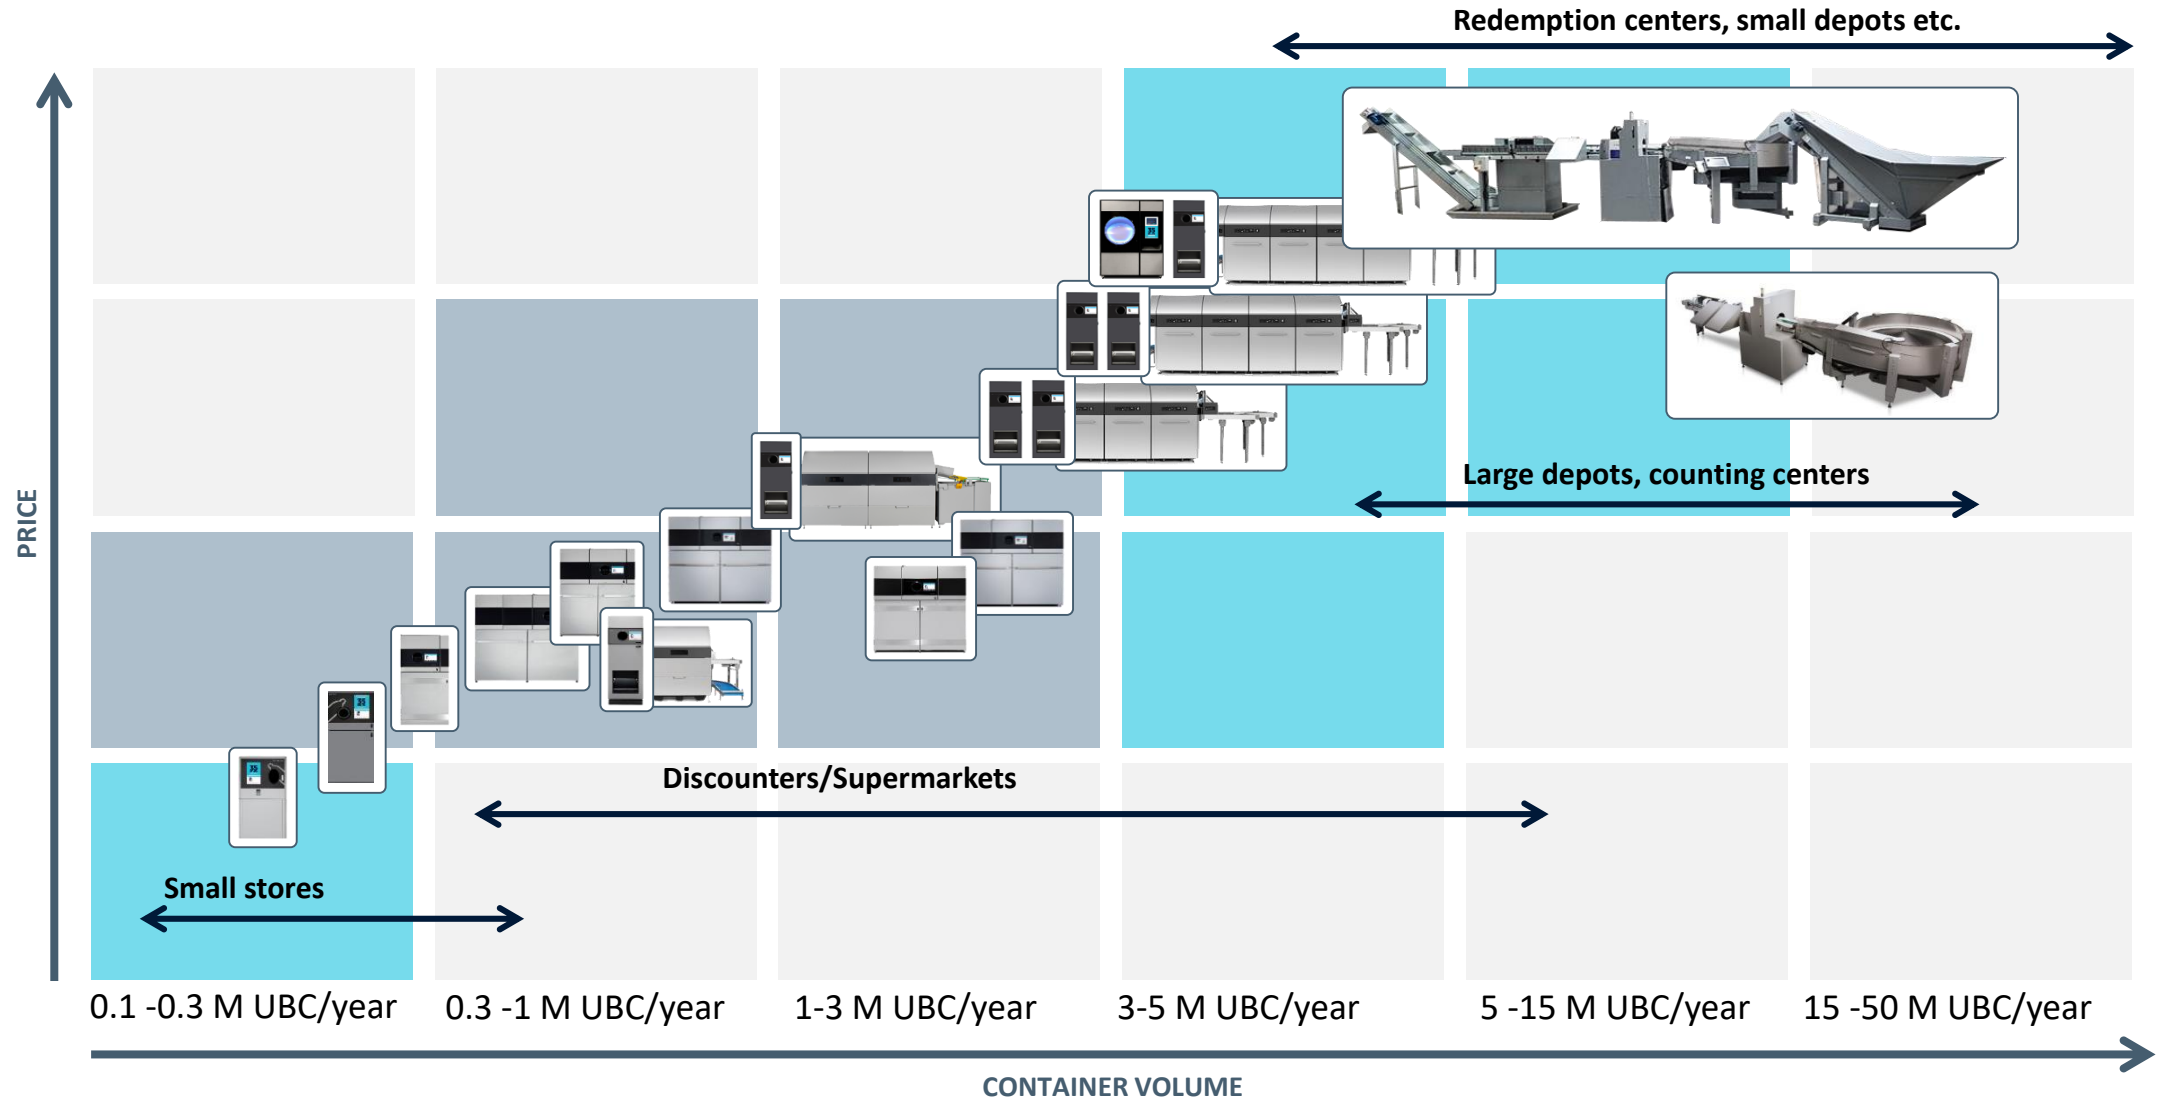 Redemption centers, small depots etc.
PRICE
Large depots, counting centers
Discounters/Supermarkets
Small stores
0.1 -0.3 M UBC/year
0.3 -1 M UBC/year
1-3 M UBC/year
3-5 M UBC/year
5 -15 M UBC/year
15 -50 M UBC/year
CONTAINER VOLUME